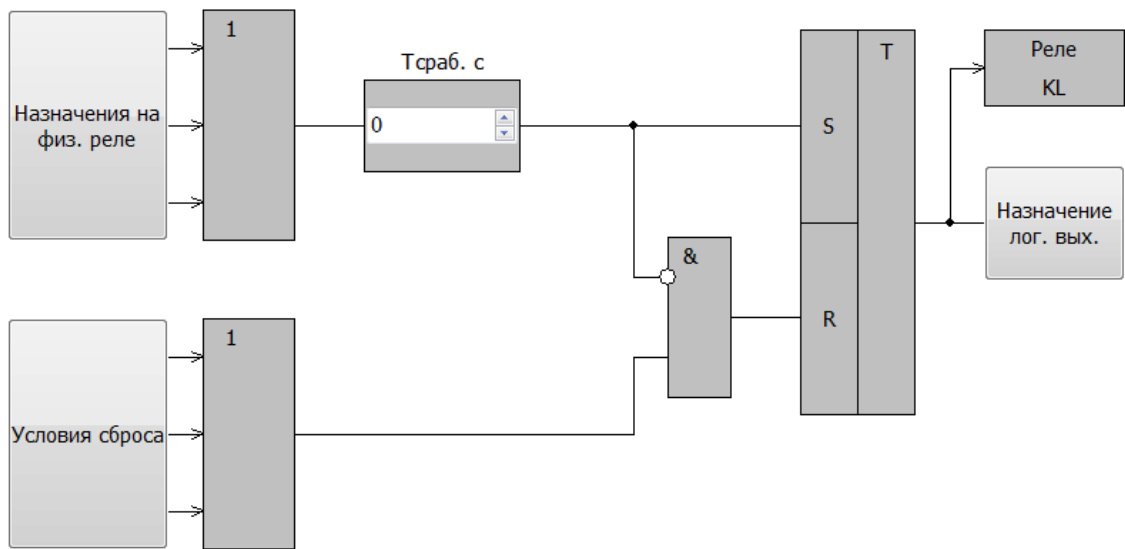 Назначения на
физ. реле
1
Тсраб. с
0
&
S
R
T
Реле
KL
Назначение
лог. вых.
Условия сброса
1